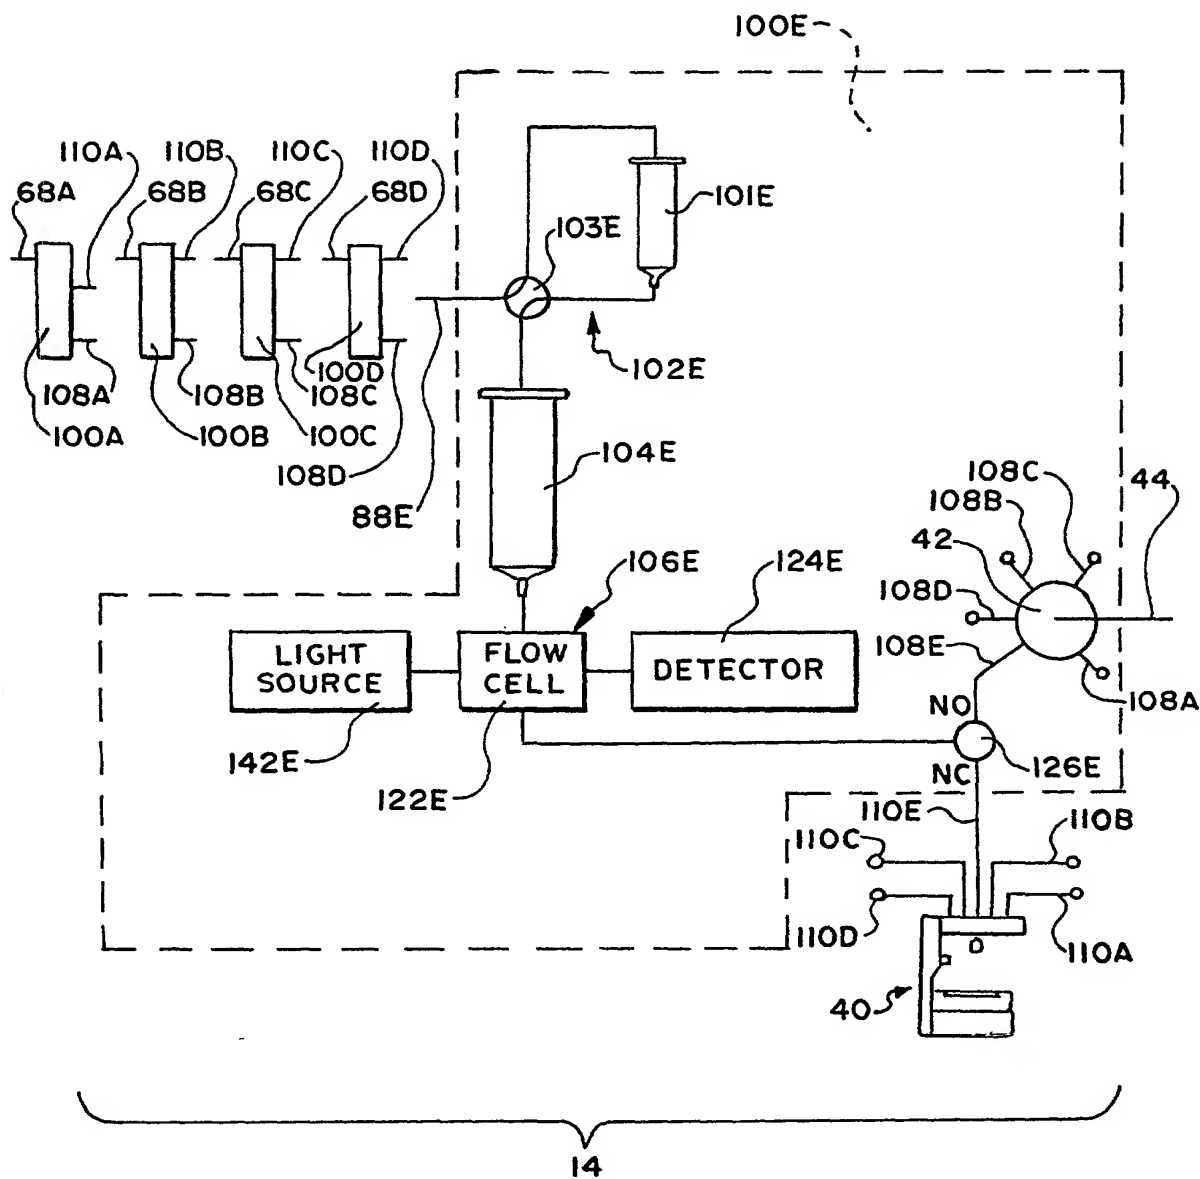 100E
110A
110B
110C
110D
68A
68B
68C
68D
101E
103E
102E
100D
108A
108B
108C
100A
100B
100C
108D
88E
104E
108C
44
108B
42
106E
124E
108D
108E
LIGHT
SOURCE
FLOW
CELL
DETECTOR
108A
NO
142E
126E
122E
NC
110E
110C
110B
110D
110A
40
14